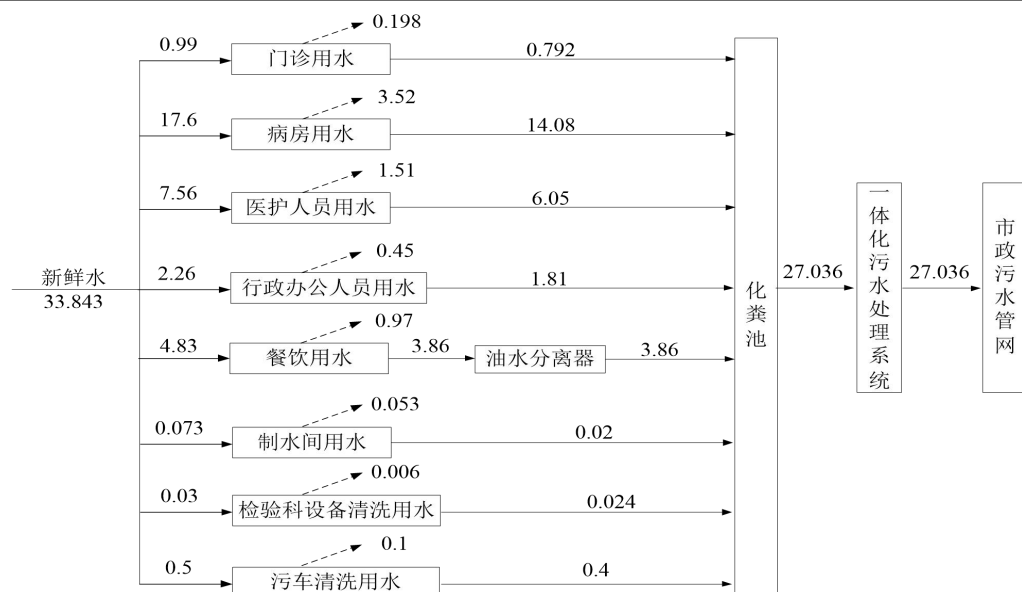 0.198
0.99
门诊用水
0.792
3.52
17.6
病房用水
14.08
1.51
7.56
医护人员用水
6.05
0.45
新鲜水
33.843
2.26
行政办公人员用水
1.81
0.97
4.83
餐饮用水
3.86
油水分离器
3.86
0.053
0.073
制水间用水
0.02
0.006
0.03
检验科设备清洗用水
0.024
0.1
0.5
污车清洗用水
0.4
化粪池
27.036
一体化污水处理系统
27.036
市政污水管网